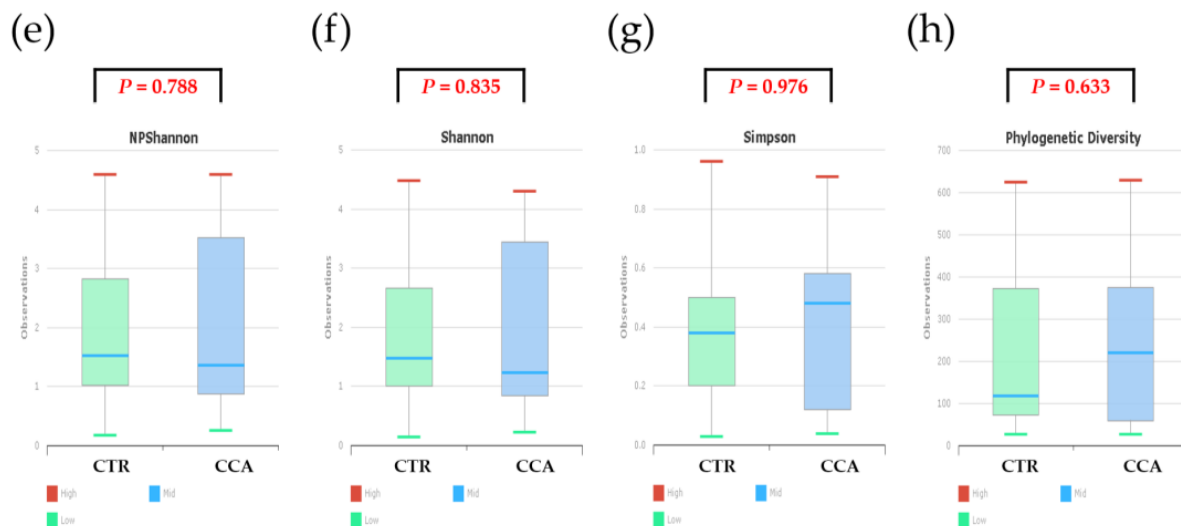 (e)
P = 0.788
NPShannon
5
4
3
2
1
0
Observations
CTR CCA
High Mid
Low
(f)
P = 0.835
Shannon
5
4
3
2
1
0
Observations
CTR CCA
High Mid
Low
(g)
P = 0.976
Simpson
1.0
0.8
0.6
0.4
0.2
0.0
Observations
CTR CCA
High Mid
Low
(h)
P = 0.633
Phylogenetic Diversity
700
600
500
400
300
200
100
0
Observations
CTR CCA
High Mid
Low